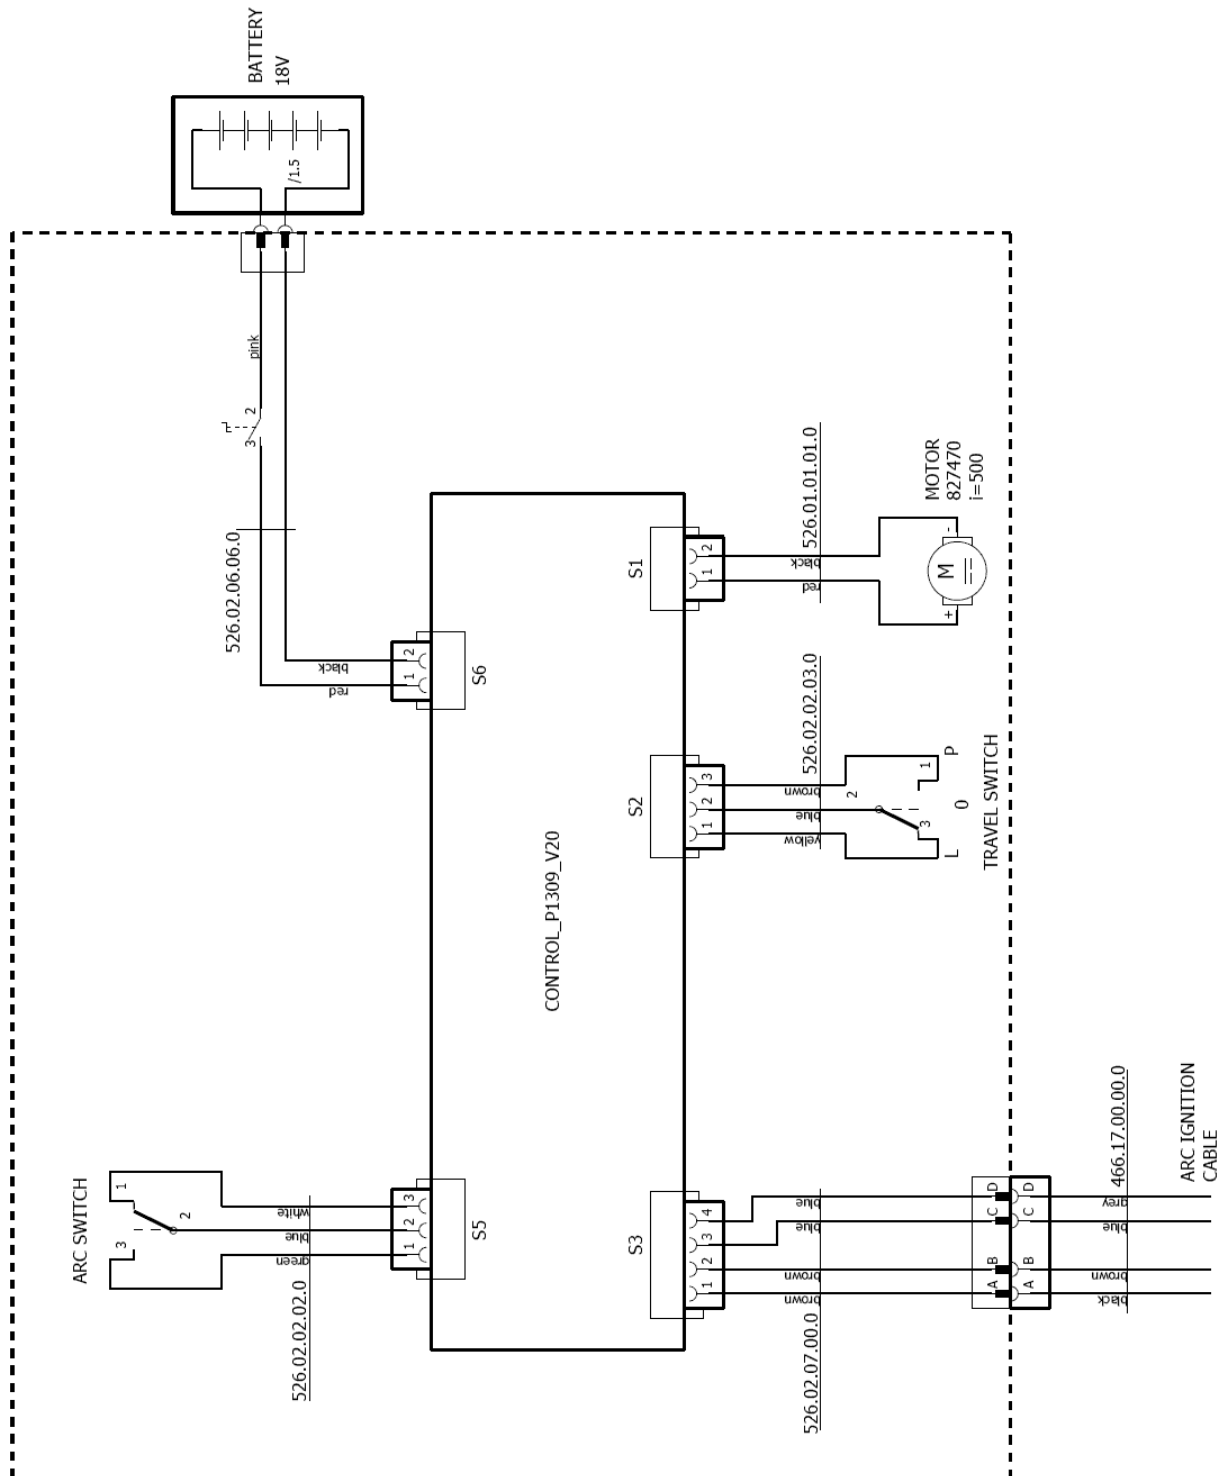 BATTERY
18V
/1.5
pink
2
3
526.02.06.06.0
black
red
2
1
S6
CONTROL_P1309_V20
S1
2
1
black
red
526.01.01.01.0
MOTOR
827470
i=500
M
-
+
S2
3
2
1
brown
blue
yellow
526.02.02.03.0
2
1
3
P
0
L
TRAVEL SWITCH
ARC SWITCH
1
2
3
white
blue
green
526.02.02.02.0
3
2
1
S5
S3
4
3
2
1
blue
blue
brown
brown
526.02.07.00.0
D
C
B
A
D
C
B
A
grey
blue
brown
black
466.17.00.00.0
ARC IGNITION
CABLE